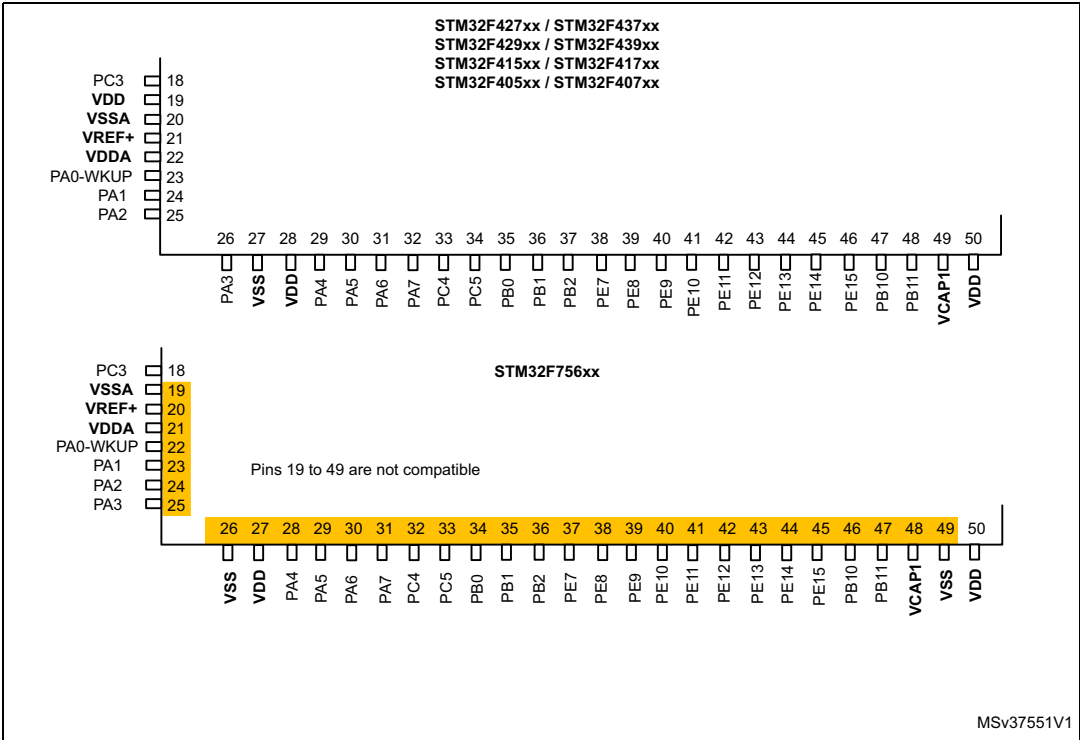 STM32F427xx / STM32F437xx
STM32F429xx / STM32F439xx
STM32F415xx / STM32F417xx
STM32F405xx / STM32F407xx
PC3 18
VDD 19
VSSA 20
VREF+ 21
VDDA 22
PA0-WKUP 23
PA1 24
PA2 25
26 27 28 29 30 31 32 33 34 35 36 37 38 39 40 41 42 43 44 45 46 47 48 49 50
PA3 VSS VDD PA4 PA5 PA6 PA7 PC4 PC5 PB0 PB1 PB2 PE7 PE8 PE9 PE10 PE11 PE12 PE13 PE14 PE15 PB10 PB11 VCAP1 VDD
STM32F756xx
PC3 18
VSSA 19
VREF+ 20
VDDA 21
PA0-WKUP 22
PA1 23
PA2 24
PA3 25
Pins 19 to 49 are not compatible
26 27 28 29 30 31 32 33 34 35 36 37 38 39 40 41 42 43 44 45 46 47 48 49 50
VSS VDD PA4 PA5 PA6 PA7 PC4 PC5 PB0 PB1 PB2 PE7 PE8 PE9 PE10 PE11 PE12 PE13 PE14 PE15 PB10 PB11 VCAP1 VSS VDD
MSv37551V1